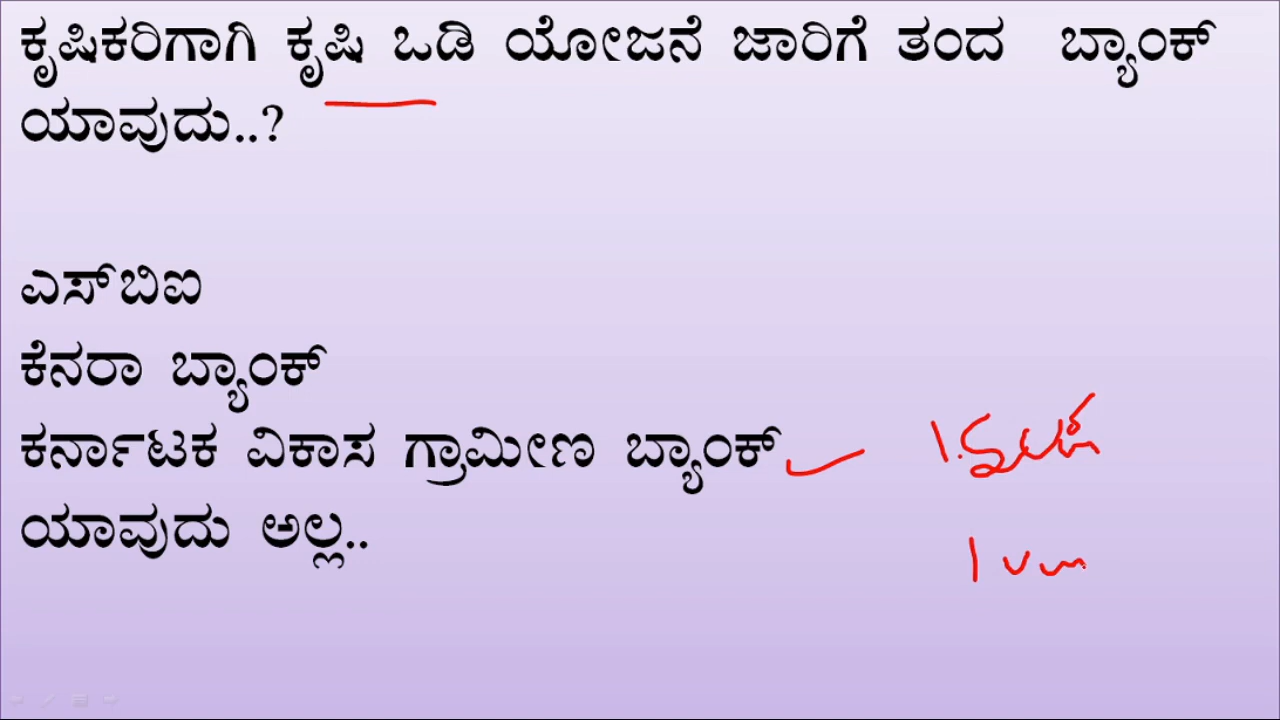 ಕೃಷಿಕರಿಗಾಗಿ ಕೃಷಿ ಒಡಿ ಯೋಜನೆ ಜಾರಿಗೆ ತಂದ ಬ್ಯಾಂಕ್
ಯಾವುದು..?
ಎಸ್‌ಬಿಐ
ಕೆನರಾ ಬ್ಯಾಂಕ್
ಕರ್ನಾಟಕ ವಿಕಾಸ ಗ್ರಾಮೀಣ ಬ್ಯಾಂಕ್
ಯಾವುದು ಅಲ್ಲ..